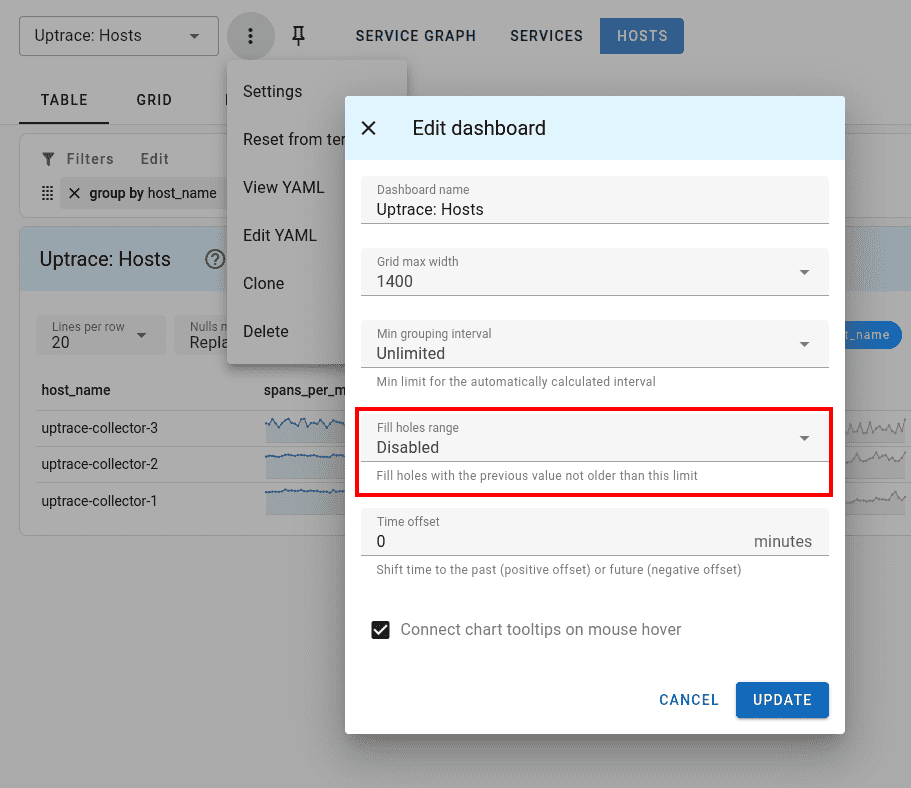 Uptrace: Hosts
SERVICE GRAPH
SERVICES
HOSTS
TABLE
GRID
Settings
Reset from
View YAML
Edit YAML
Clone
Delete
Filters
Edit
group by host_name
Uptrace: Hosts
Lines per row
20
Nulls
host_name
uptrace-collector-3
uptrace-collector-2
uptrace-collector-1
Edit dashboard
Dashboard name
Uptrace: Hosts
Grid max width
1400
Min grouping interval
Unlimited
Min limit for the automatically calculated interval
Fill holes range
Disabled
Fill holes with the previous value not older than this limit
Time offset
0
minutes
Shift time to the past (positive offset) or future (negative offset)
Connect chart tooltips on mouse hover
CANCEL
UPDATE